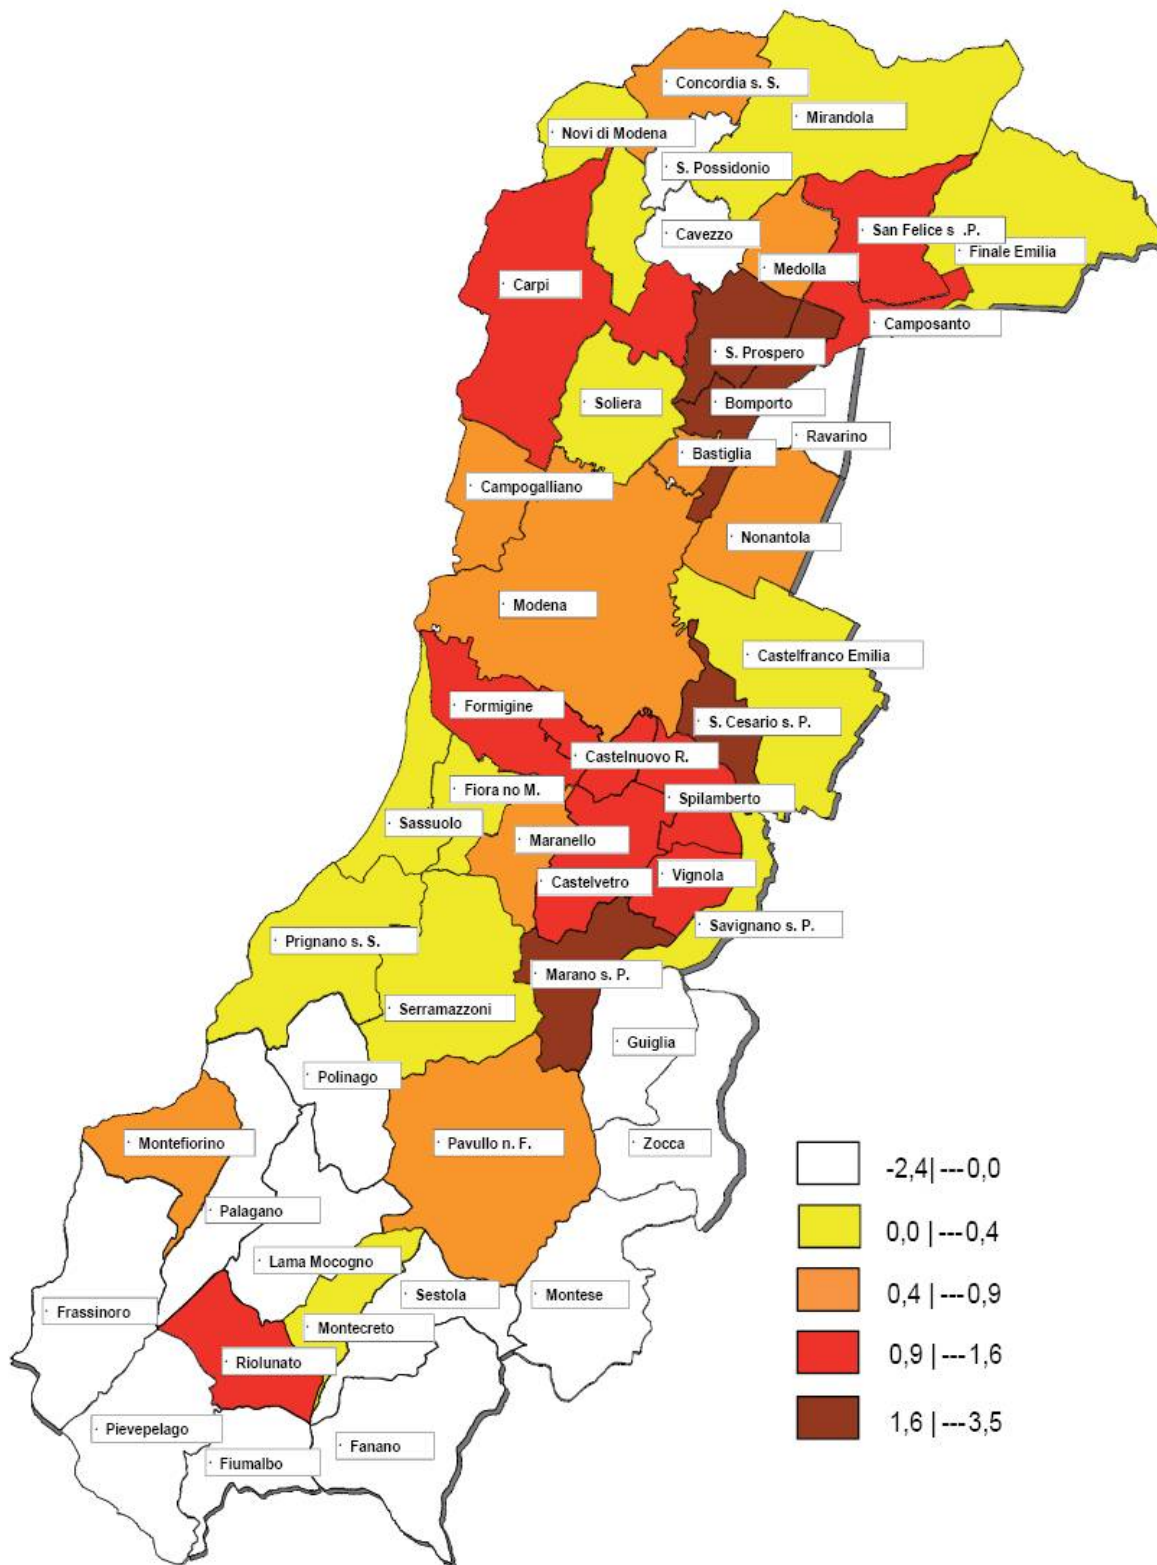 · Concordia s. S.
· Mirandola
· Novi di Modena
· S. Possidonio
· Cavezzo
· San Felice s .P.
· Finale Emilia
· Medolla
· Carpi
· Camposanto
· S. Prospero
· Soliera
· Bomporto
· Ravarino
· Bastiglia
· Campogalliano
· Nonantola
· Modena
· Castelfranco Emilia
· Formigine
· S. Cesario s. P.
· Castelnuovo R.
· Fiora no M.
· Spilamberto
· Sassuolo
· Maranello
· Castelvetro
· Vignola
· Savignano s. P.
· Prignano s. S.
· Marano s. P.
· Serramazzoni
· Guiglia
· Polinago
· Montefiorino
· Pavullo n. F.
· Zocca
· Palagano
· Lama Mocogno
· Sestola
· Montese
· Frassinoro
· Montecreto
· Riolunato
· Pievepelago
· Fanano
· Fiumalbo
-2,4|---0,0
0,0 |---0,4
0,4 |---0,9
0,9 |---1,6
1,6 |---3,5